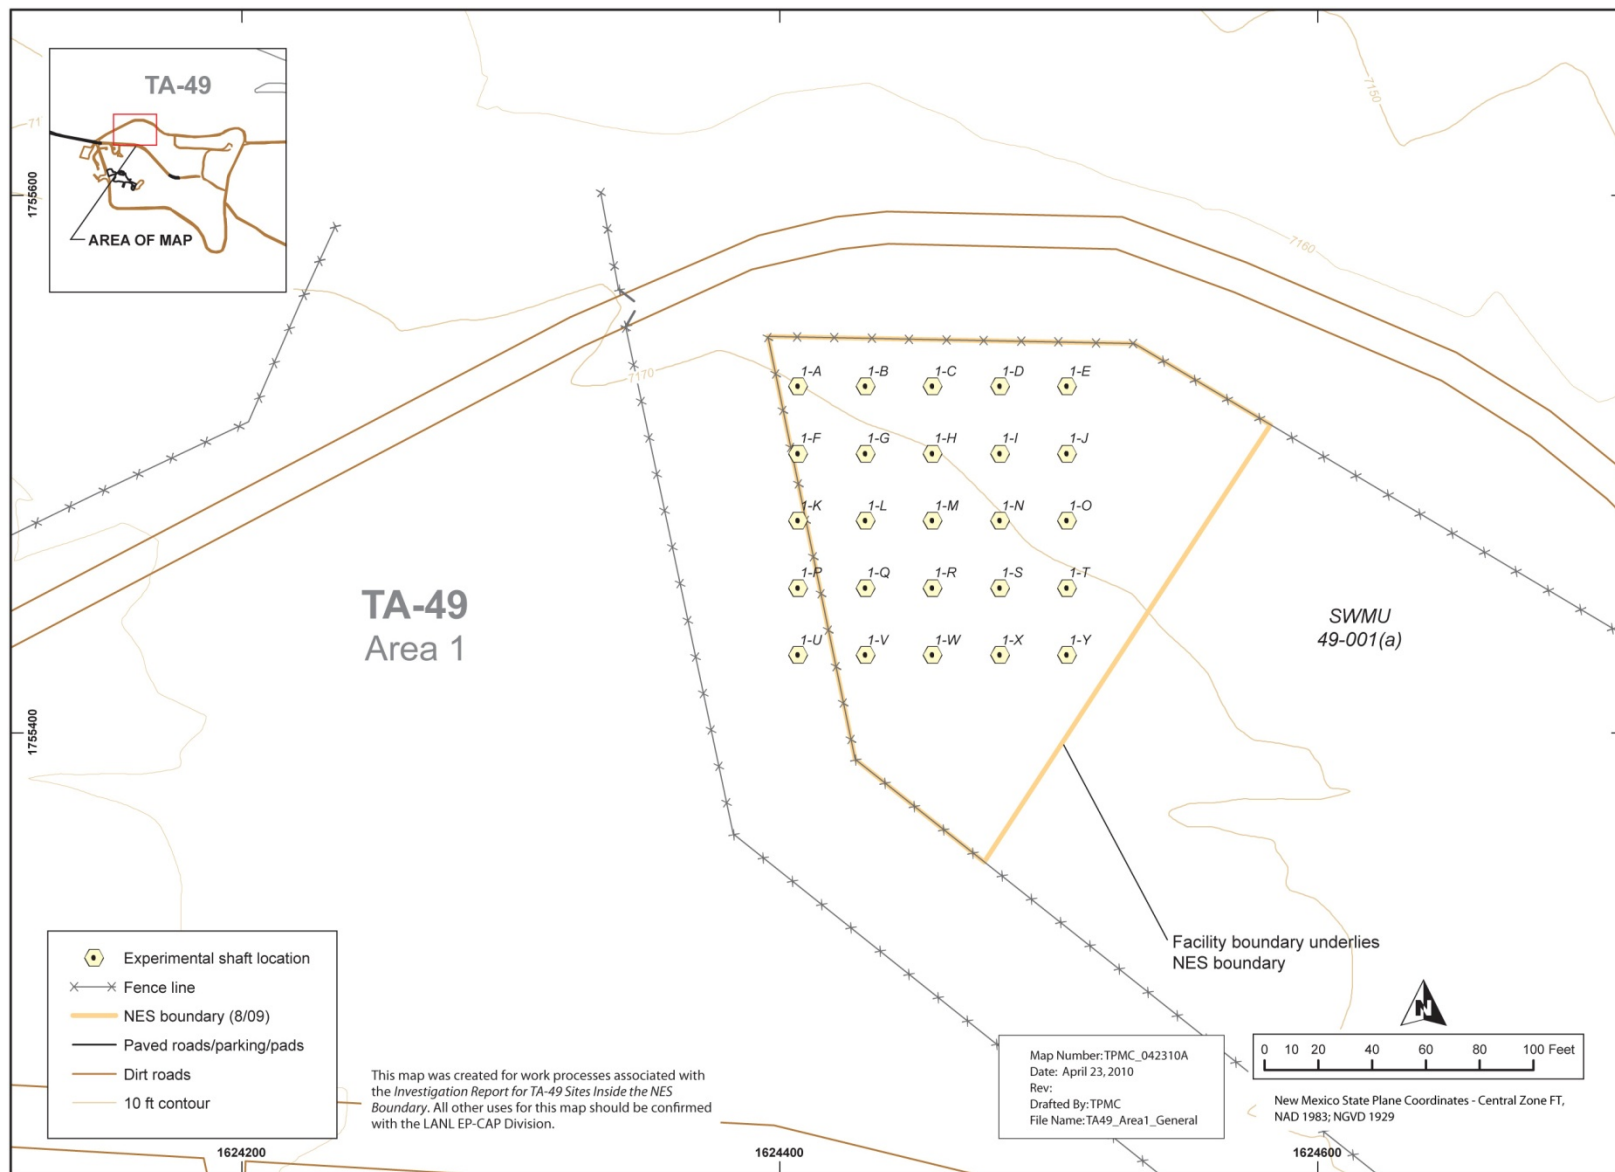 TA-49
AREA OF MAP
7150
7160
7170
71
1755600
1755400
1-A
1-B
1-C
1-D
1-E
1-F
1-G
1-H
1-I
1-J
1-K
1-L
1-M
1-N
1-O
1-P
1-Q
1-R
1-S
1-T
1-U
1-V
1-W
1-X
1-Y
TA-49
Area 1
SWMU
49-001(a)
Facility boundary underlies
NES boundary
Experimental shaft location
Fence line
NES boundary (8/09)
Paved roads/parking/pads
Dirt roads
10 ft contour
This map was created for work processes associated with
the Investigation Report for TA-49 Sites Inside the NES
Boundary. All other uses for this map should be confirmed
with the LANL EP-CAP Division.
Map Number: TPMC_042310A
Date: April 23, 2010
Rev:
Drafted By: TPMC
File Name: TA49_Area1_General
N
0 10 20 40 60 80 100 Feet
New Mexico State Plane Coordinates - Central Zone FT,
NAD 1983; NGVD 1929
1624200
1624400
1624600